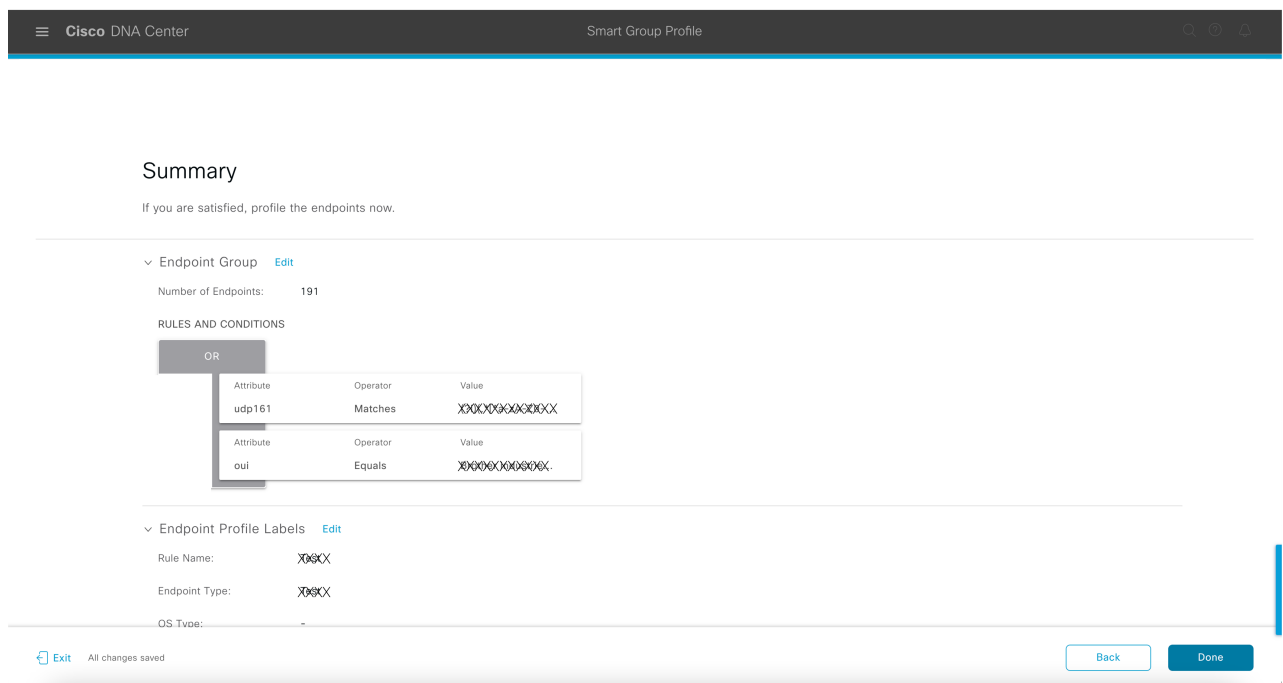 Cisco DNA Center
Smart Group Profile
Summary
If you are satisfied, profile the endpoints now.
Endpoint Group Edit
Number of Endpoints: 191
RULES AND CONDITIONS
OR
Attribute Operator Value
udp161 Matches
Attribute Operator Value
oui Equals
Endpoint Profile Labels Edit
Rule Name:
Endpoint Type:
OS Type: -
Exit All changes saved Back Done